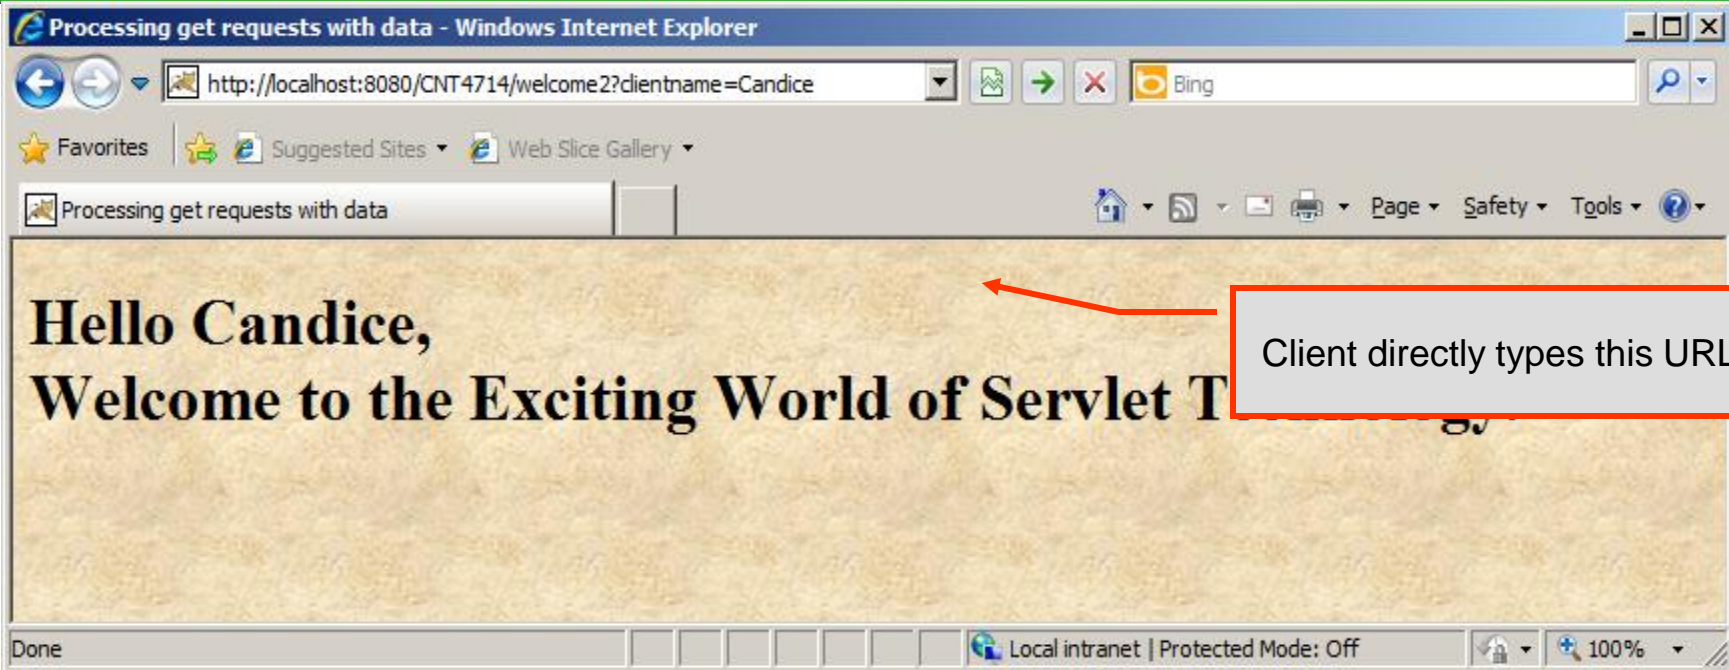 Processing get requests with data - Windows Internet Explorer
http://localhost:8080/CNT4714/welcome2?clientname=Candice
Bing
Favorites Suggested Sites Web Slice Gallery
Processing get requests with data Page Safety Tools
Hello Candice,
Client directly types this URL
Welcome to the Exciting World of Servlet
Done Local intranet | Protected Mode: Off 100%